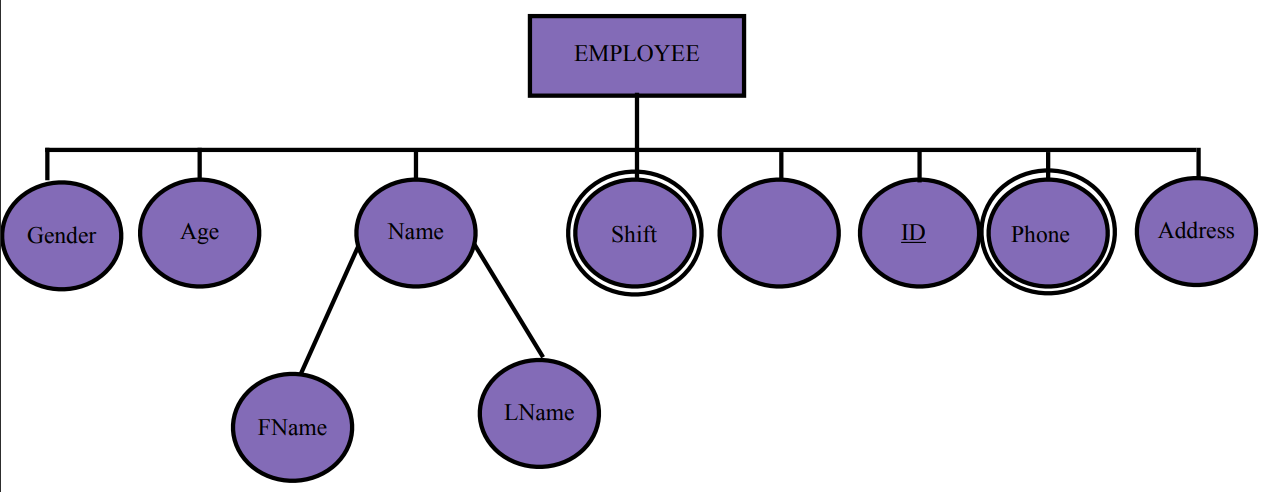 EMPLOYEE
Gender
Age
Name
Shift
ID
Phone
Address
FName
LName